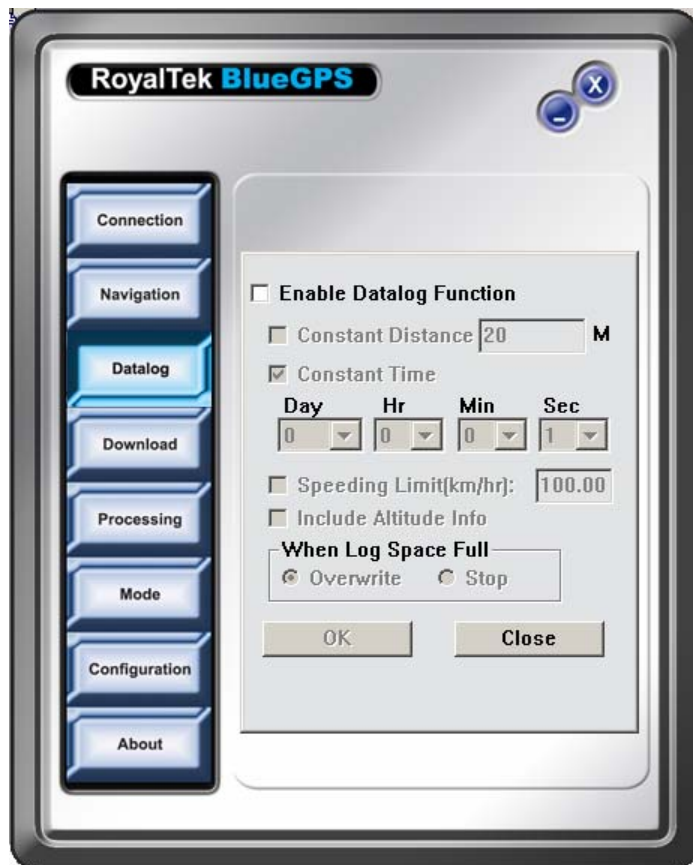 RoyalTek BlueGPS
X
Connection
Navigation
Datalog
Download
Processing
Mode
Configuration
About
Enable Datalog Function
Constant Distance 20 M
Constant Time
Day Hr Min Sec
0 0 0 1
Speeding Limit(km/hr): 100.00
Include Altitude Info
When Log Space Full
Overwrite Stop
OK Close